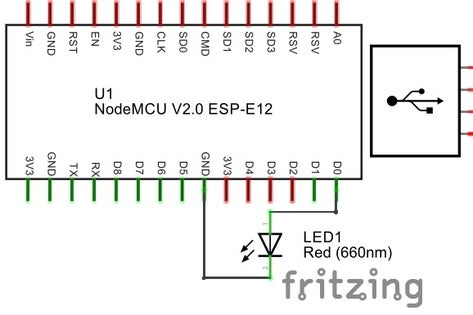 Vin GND RST EN 3V3 GND CLK SD0 CMD SD1 SD2 SD3 RSV RSV A0
U1
NodeMCU V2.0 ESP-E12
3V3 GND TX RX D8 D7 D6 D5 GND 3V3 D4 D3 D2 D1 D0
1
LED1
Red (660nm)
2
fritzing